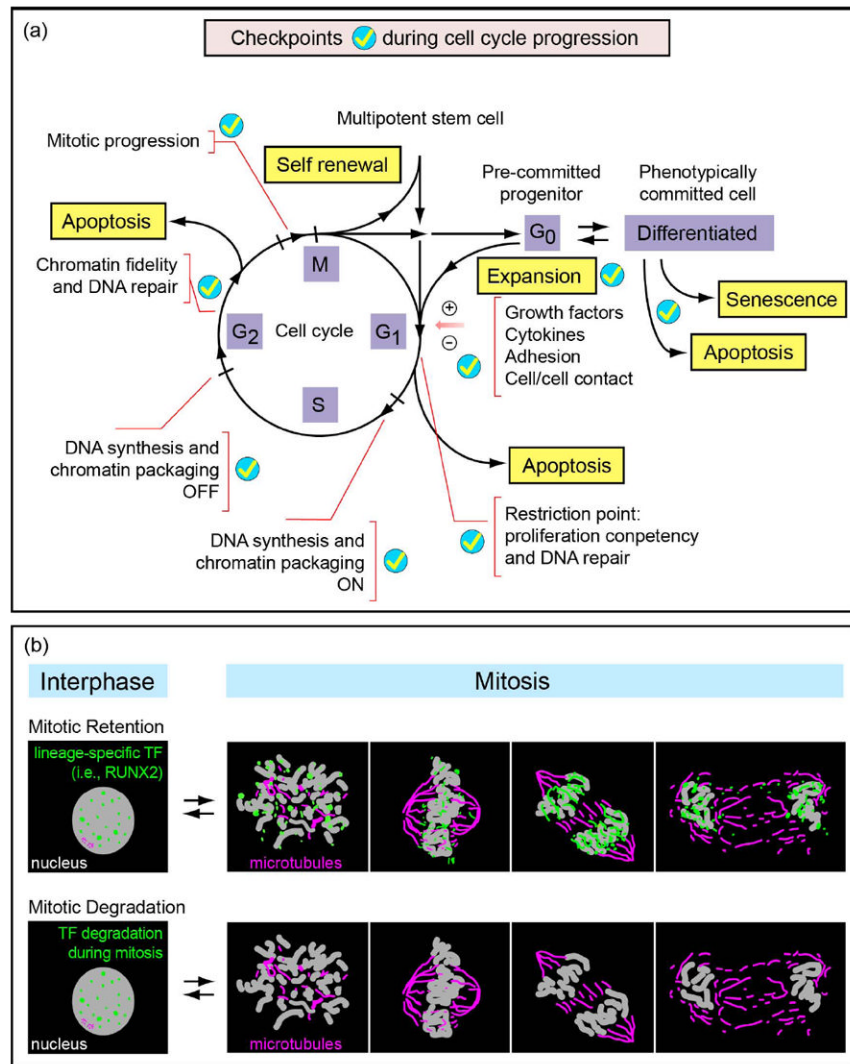 (a)
Checkpoints during cell cycle progression
Mitotic progression
Multipotent stem cell
Self renewal
Pre-committed
progenitor
Phenotypically
committed cell
Apoptosis
G0
Differentiated
Chromatin fidelity
and DNA repair
M
Expansion
Senescence
G2
Cell cycle
G1
+
−
Growth factors
Cytokines
Adhesion
Cell/cell contact
Apoptosis
S
DNA synthesis and
chromatin packaging
OFF
Apoptosis
DNA synthesis and
chromatin packaging
ON
Restriction point:
proliferation conpetency
and DNA repair
(b)
Interphase
Mitosis
Mitotic Retention
lineage-specific TF
(i.e., RUNX2)
nucleus
microtubules
Mitotic Degradation
TF degradation
during mitosis
nucleus
microtubules